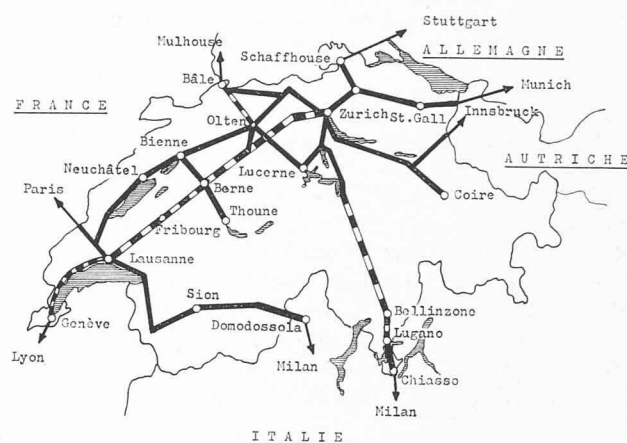 Stuttgart
Mulhouse
Schaffhouse
ALLEMAGNE
Bâle
Munich
FRANCE
Olten
Zurich
St.Gall
Innsbruck
Bienne
AUTRICHE
Neuchâtel
Lucerne
Paris
Berne
Coire
Thoune
Fribourg
Lausanne
Sion
Bellinzone
Genève
Domodossola
Lugano
Lyon
Milan
Chiasso
Milan
ITALIE